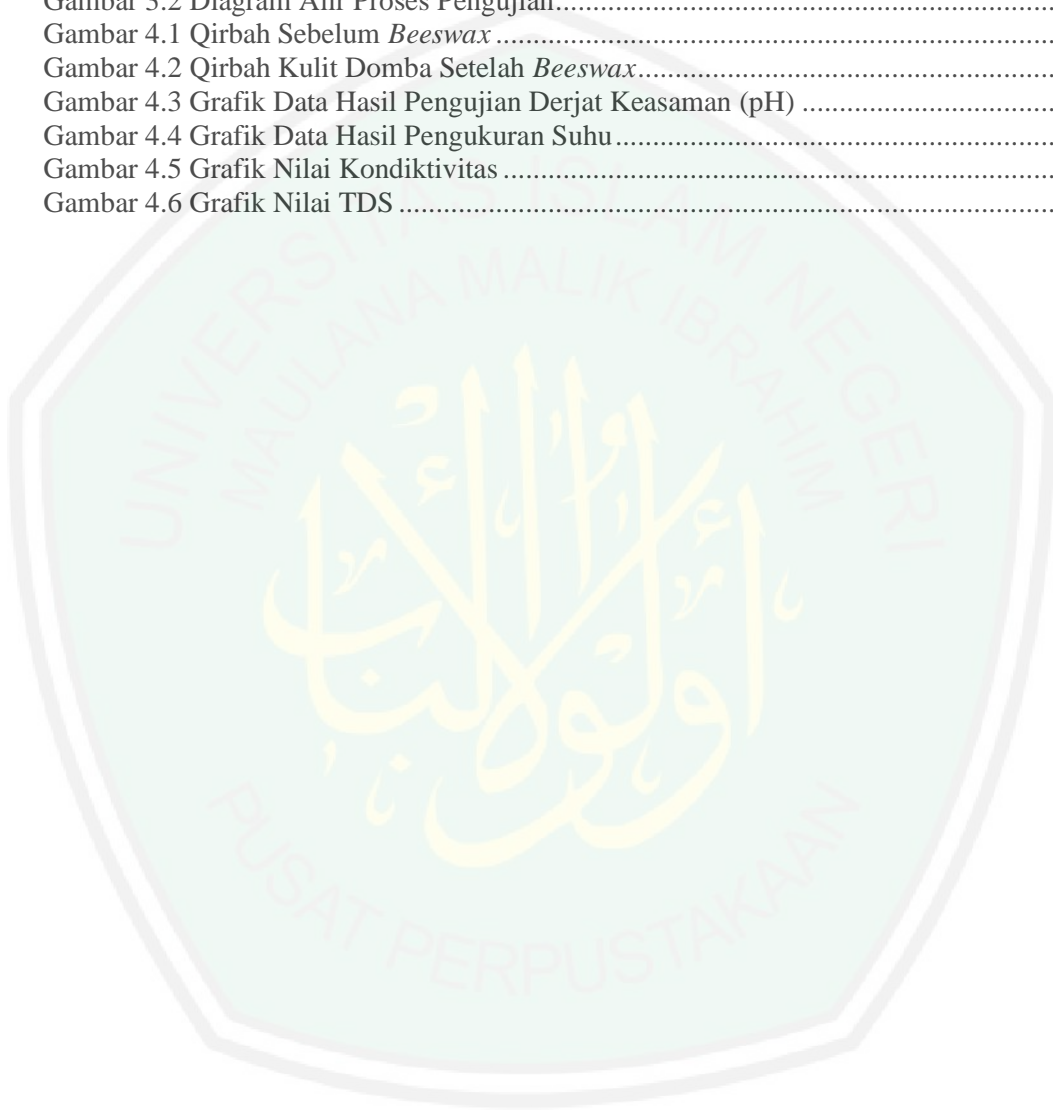 Gambar 3.2 Diagram Alir Proses Pengujian
Gambar 4.1 Qirbah Sebelum Beeswax
Gambar 4.2 Qirbah Kulit Domba Setelah Beeswax
Gambar 4.3 Grafik Data Hasil Pengujian Derjat Keasaman (pH)
Gambar 4.4 Grafik Data Hasil Pengukuran Suhu
Gambar 4.5 Grafik Nilai Kondiktivitas
Gambar 4.6 Grafik Nilai TDS
UNIVERSITAS ISLAM NEGERI
MAULANA MALIK IBRAHIM
أولوا الألباب
PUSAT PERPUSTAKAAN